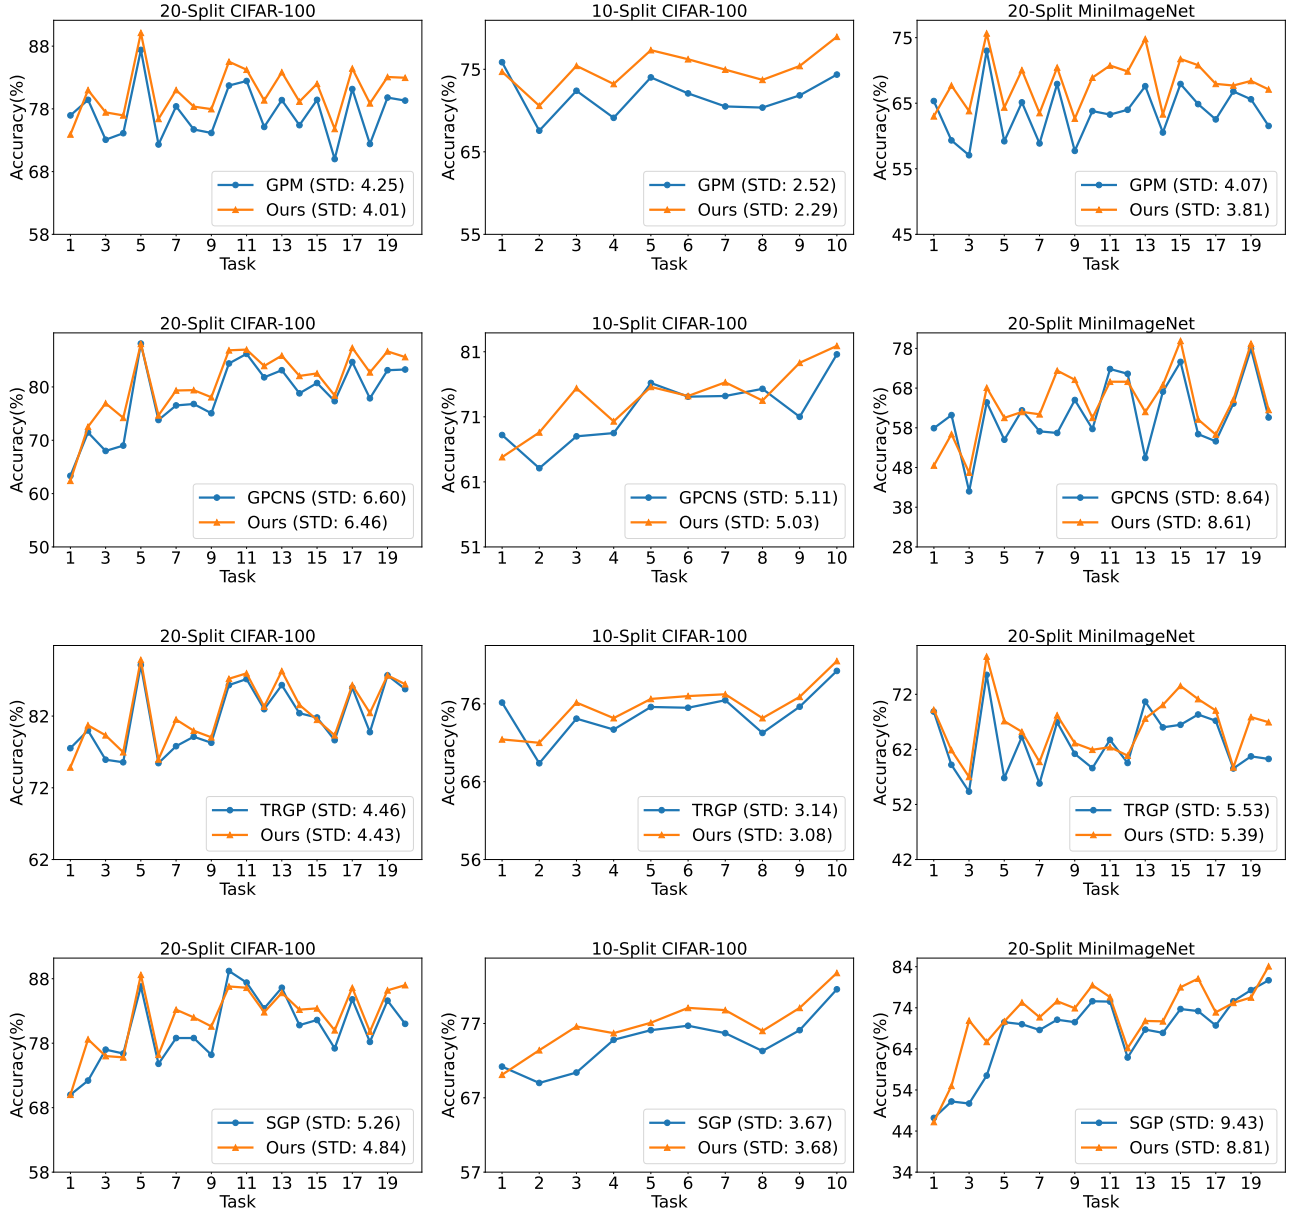 20-Split CIFAR-100
Accuracy(%)
88
78
68
58
GPM (STD: 4.25)
Ours (STD: 4.01)
1 3 5 7 9 11 13 15 17 19
Task
10-Split CIFAR-100
Accuracy(%)
75
65
55
GPM (STD: 2.52)
Ours (STD: 2.29)
1 2 3 4 5 6 7 8 9 10
Task
20-Split MiniImageNet
Accuracy(%)
75
65
55
45
GPM (STD: 4.07)
Ours (STD: 3.81)
1 3 5 7 9 11 13 15 17 19
Task
20-Split CIFAR-100
Accuracy(%)
80
70
60
50
GPCNS (STD: 6.60)
Ours (STD: 6.46)
1 3 5 7 9 11 13 15 17 19
Task
10-Split CIFAR-100
Accuracy(%)
81
71
61
51
GPCNS (STD: 5.11)
Ours (STD: 5.03)
1 2 3 4 5 6 7 8 9 10
Task
20-Split MiniImageNet
Accuracy(%)
78
68
58
48
38
28
GPCNS (STD: 8.64)
Ours (STD: 8.61)
1 3 5 7 9 11 13 15 17 19
Task
20-Split CIFAR-100
Accuracy(%)
82
72
62
TRGP (STD: 4.46)
Ours (STD: 4.43)
1 3 5 7 9 11 13 15 17 19
Task
10-Split CIFAR-100
Accuracy(%)
76
66
56
TRGP (STD: 3.14)
Ours (STD: 3.08)
1 2 3 4 5 6 7 8 9 10
Task
20-Split MiniImageNet
Accuracy(%)
72
62
52
42
TRGP (STD: 5.53)
Ours (STD: 5.39)
1 3 5 7 9 11 13 15 17 19
Task
20-Split CIFAR-100
Accuracy(%)
88
78
68
58
SGP (STD: 5.26)
Ours (STD: 4.84)
1 3 5 7 9 11 13 15 17 19
Task
10-Split CIFAR-100
Accuracy(%)
77
67
57
SGP (STD: 3.67)
Ours (STD: 3.68)
1 2 3 4 5 6 7 8 9 10
Task
20-Split MiniImageNet
Accuracy(%)
84
74
64
54
44
34
SGP (STD: 9.43)
Ours (STD: 8.81)
1 3 5 7 9 11 13 15 17 19
Task